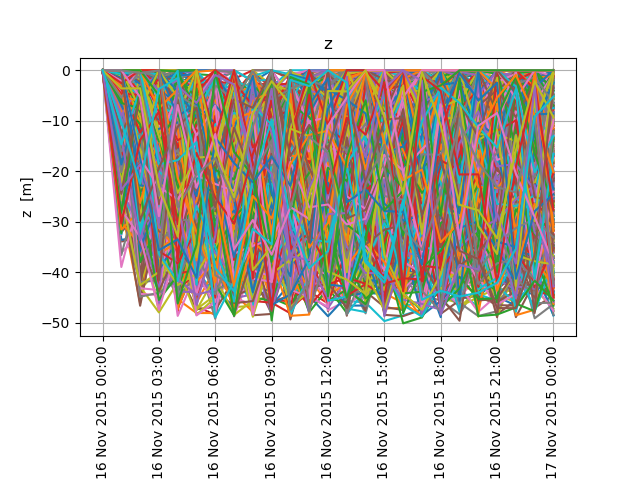 z
0
−10
−20
−30
−40
−50
z [m]
16 Nov 2015 00:00
16 Nov 2015 03:00
16 Nov 2015 06:00
16 Nov 2015 09:00
16 Nov 2015 12:00
16 Nov 2015 15:00
16 Nov 2015 18:00
16 Nov 2015 21:00
17 Nov 2015 00:00